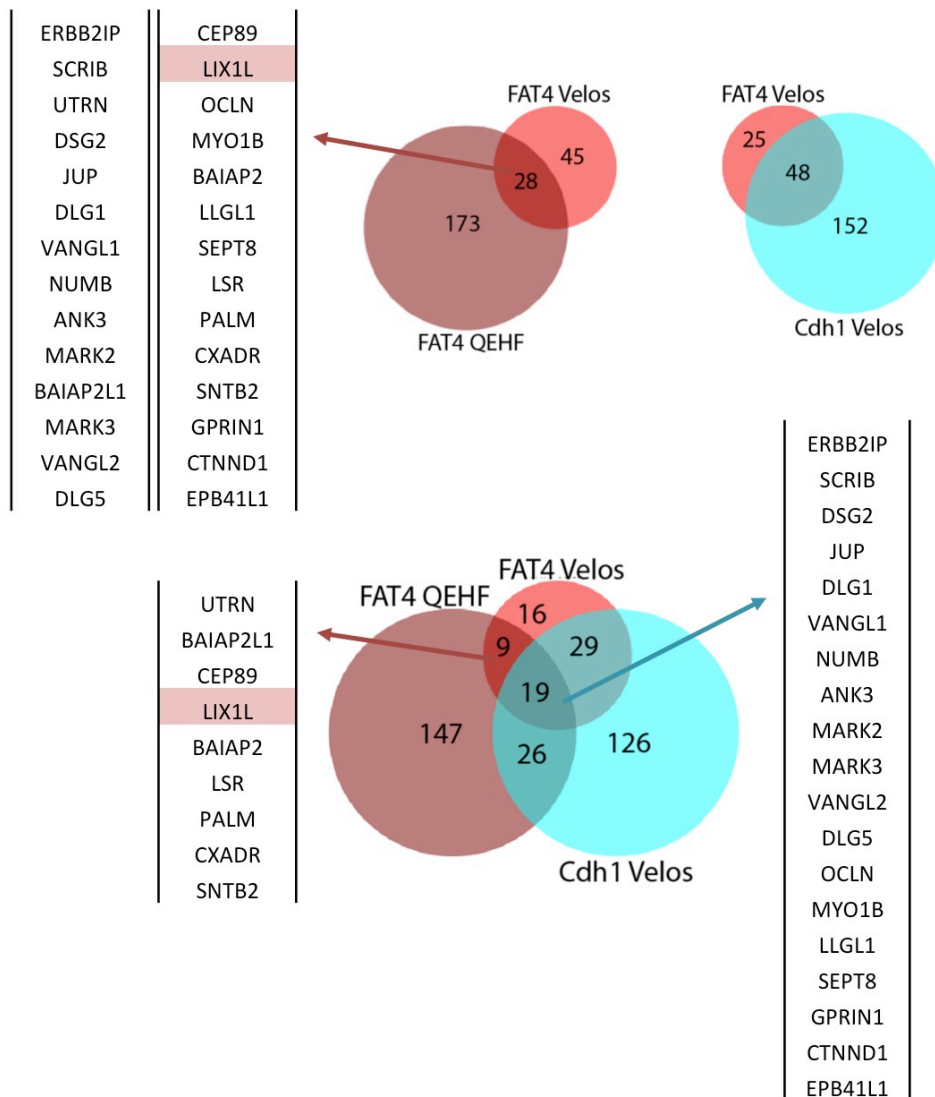 ERBB2IP
SCRIB
UTRN
DSG2
JUP
DLG1
VANGL1
NUMB
ANK3
MARK2
BAIAP2L1
MARK3
VANGL2
DLG5
CEP89
LIX1L
OCLN
MYO1B
BAIAP2
LLGL1
SEPT8
LSR
PALM
CXADR
SNTB2
GPRIN1
CTNND1
EPB41L1
FAT4 Velos
45
28
173
FAT4 QEHF
FAT4 Velos
25
48
152
Cdh1 Velos
UTRN
BAIAP2L1
CEP89
LIX1L
BAIAP2
LSR
PALM
CXADR
SNTB2
FAT4 Velos
FAT4 QEHF
16
9
29
19
147
26
126
Cdh1 Velos
ERBB2IP
SCRIB
DSG2
JUP
DLG1
VANGL1
NUMB
ANK3
MARK2
MARK3
VANGL2
DLG5
OCLN
MYO1B
LLGL1
SEPT8
GPRIN1
CTNND1
EPB41L1